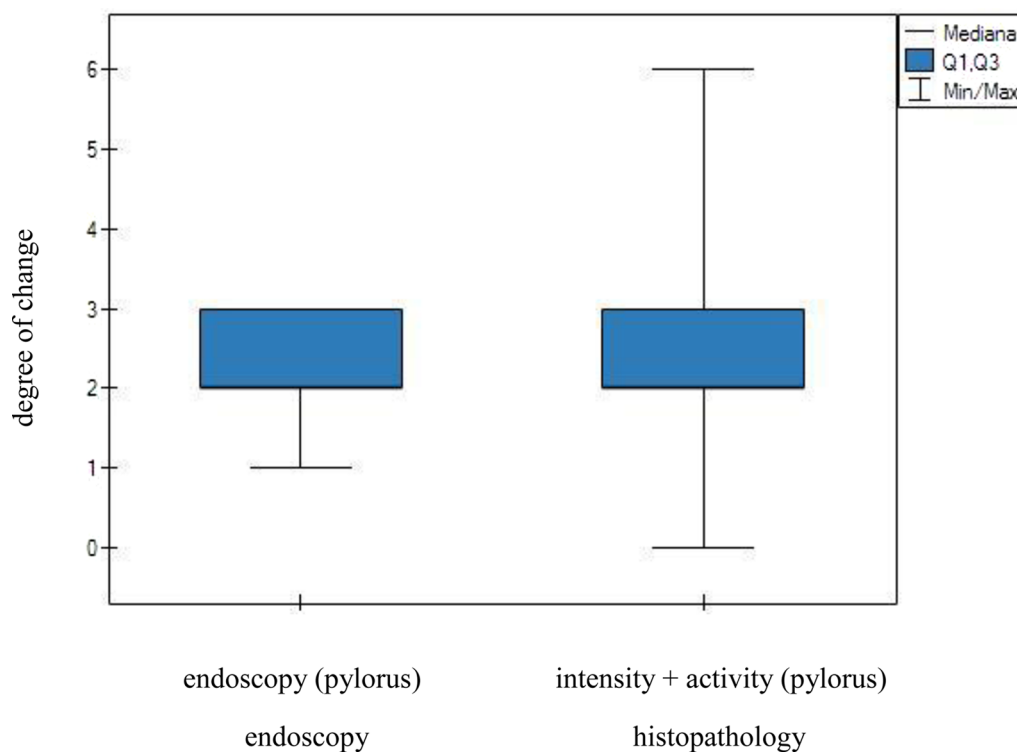 Mediana
Q1,Q3
Min/Max
6
5
4
3
2
1
0
degree of change
endoscopy (pylorus)
intensity + activity (pylorus)
endoscopy
histopathology